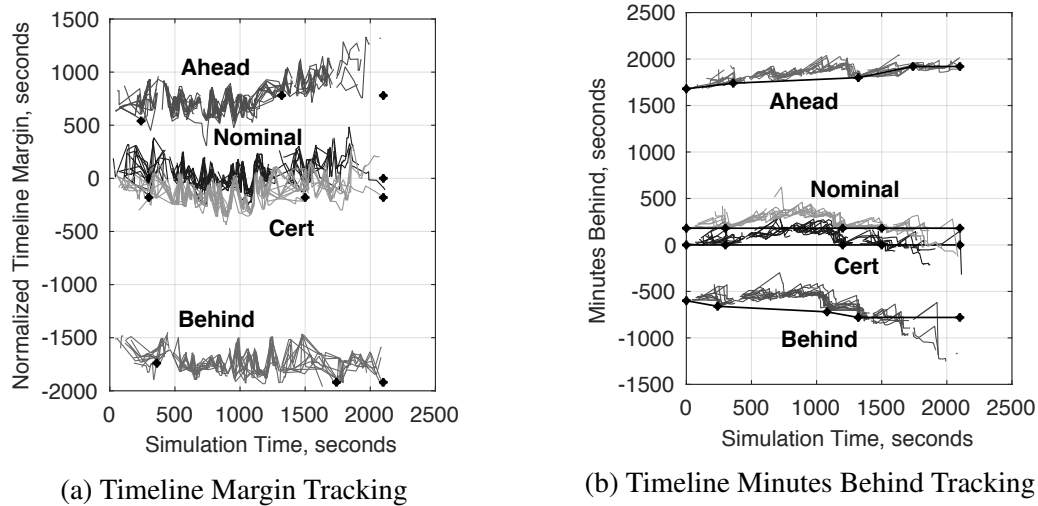 Normalized Timeline Margin, seconds
1500
1000
500
0
-500
-1000
-1500
-2000
Ahead
Nominal
Cert
Behind
0 500 1000 1500 2000 2500
Simulation Time, seconds
(a) Timeline Margin Tracking
Minutes Behind, seconds
2500
2000
1500
1000
500
0
-500
-1000
-1500
Ahead
Nominal
Cert
Behind
0 500 1000 1500 2000 2500
Simulation Time, seconds
(b) Timeline Minutes Behind Tracking